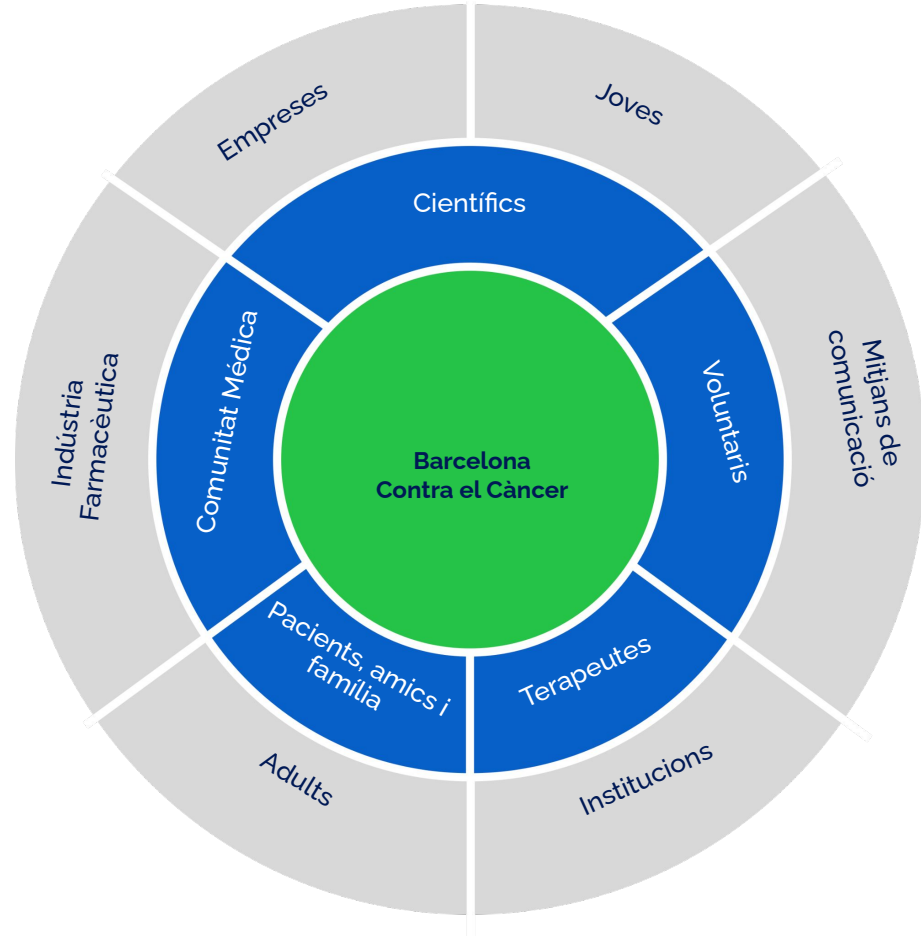 Empreses
Joves
Científics
Indústria
Farmacèutica
Comunitat Médica
Barcelona
Contra el Càncer
Voluntaris
Mitjans de
comunicació
Pacients, amics i
família
Terapeutes
Adults
Institucions